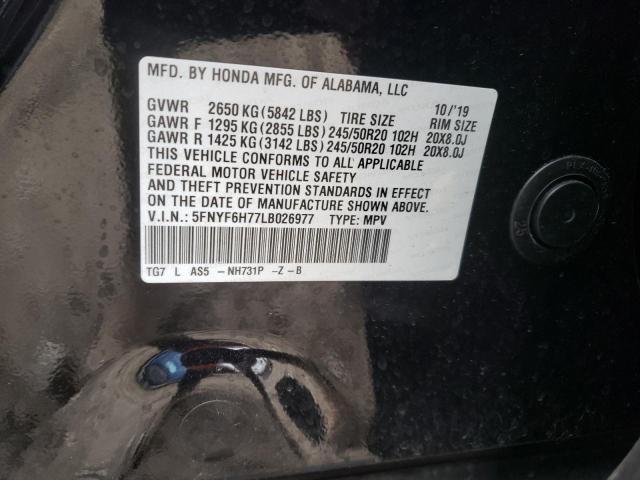 MFD. BY HONDA MFG. OF ALABAMA, LLC 10/'19
GVWR 2650 KG (5842 LBS) TIRE SIZE RIM SIZE
GAWR F 1295 KG (2855 LBS) 245/50R20 102H 20X8.0J
GAWR R 1425 KG (3142 LBS) 245/50R20 102H 20X8.0J
THIS VEHICLE CONFORMS TO ALL APPLICABLE
FEDERAL MOTOR VEHICLE SAFETY
AND THEFT PREVENTION STANDARDS IN EFFECT
ON THE DATE OF MANUFACTURE SHOWN ABOVE.
V.I.N.: 5FNYF6H77LB026977 TYPE: MPV
TG7 L AS5 -NH731P -Z-B